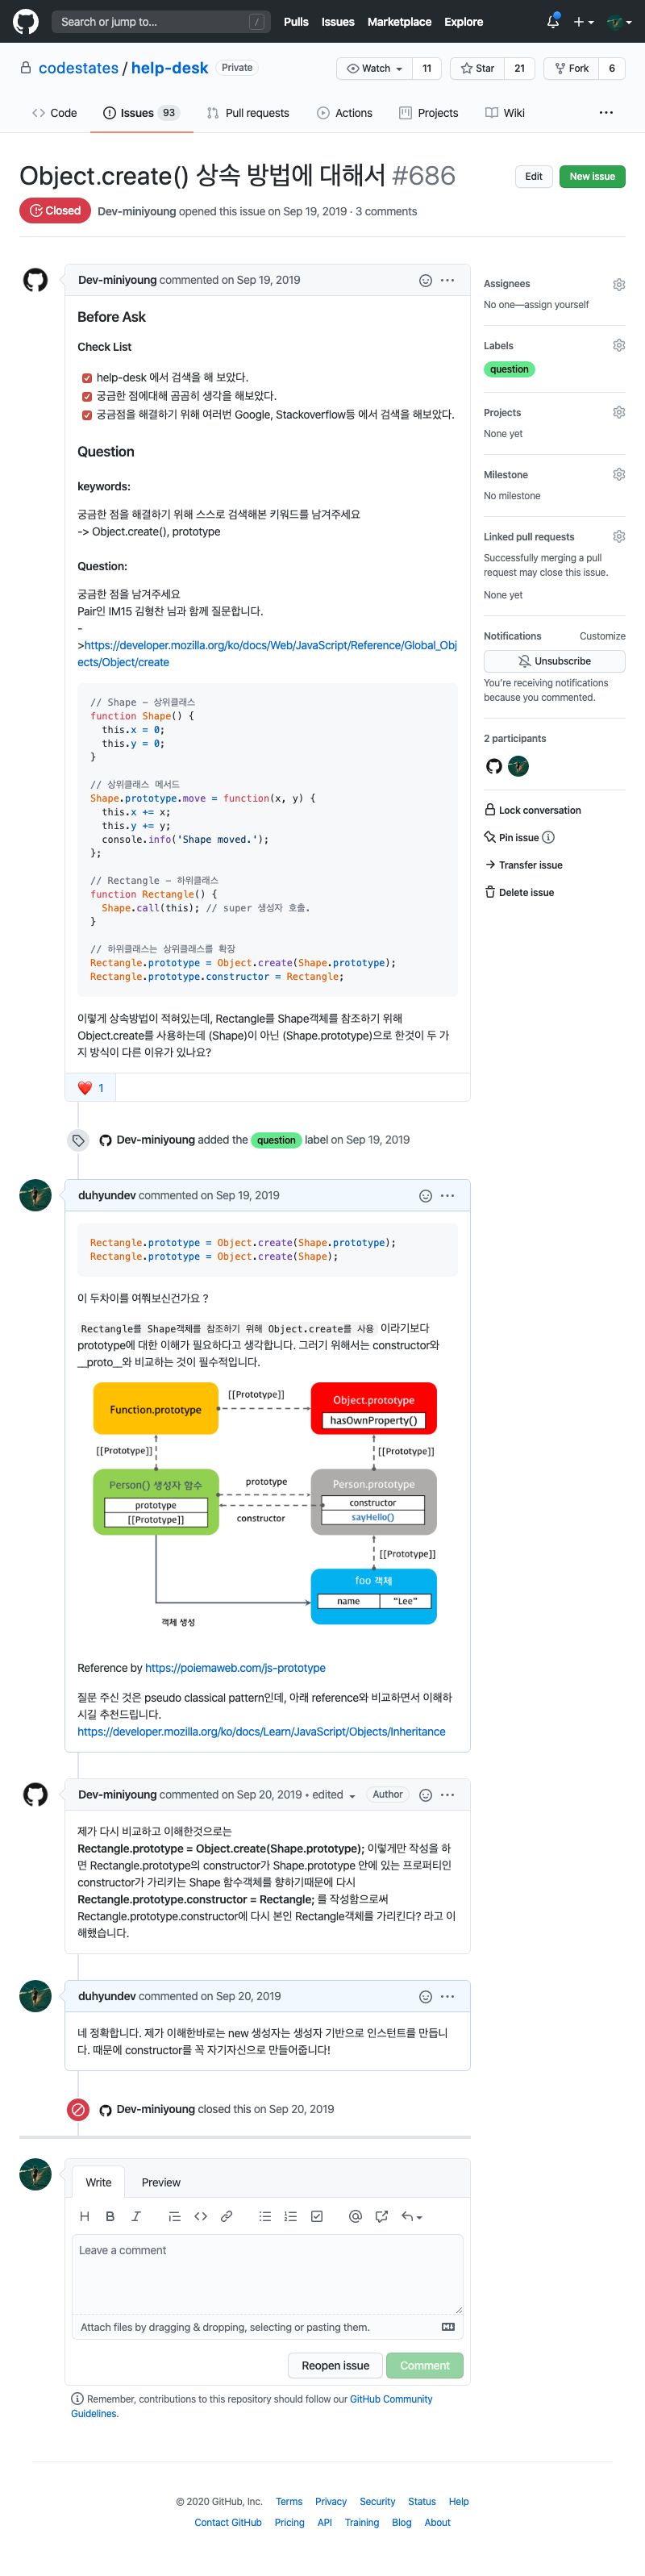 Search or jump to... / Pulls Issues Marketplace Explore
codestates / help-desk Private Watch 11 Star 21 Fork 6
Code Issues 93 Pull requests Actions Projects Wiki ...
Object.create() 상속 방법에 대해서 #686 Edit New issue
Closed Dev-miniyoung opened this issue on Sep 19, 2019 · 3 comments
Dev-miniyoung commented on Sep 19, 2019
Before Ask
Check List
help-desk 에서 검색을 해 보았다.
궁금한 점에대해 곰곰히 생각을 해보았다.
궁금점을 해결하기 위해 여러번 Google, Stackoverflow등 에서 검색을 해보았다.
Question
keywords:
궁금한 점을 해결하기 위해 스스로 검색해본 키워드를 남겨주세요
-> Object.create(), prototype
Question:
궁금한 점을 남겨주세요
Pair인 IM15 김형찬 님과 함께 질문합니다.
-
>https://developer.mozilla.org/ko/docs/Web/JavaScript/Reference/Global_Obj
ects/Object/create
// Shape - 상위클래스
function Shape() {
this.x = 0;
this.y = 0;
}
// 상위클래스 메서드
Shape.prototype.move = function(x, y) {
this.x += x;
this.y += y;
console.info('Shape moved.');
};
// Rectangle - 하위클래스
function Rectangle() {
Shape.call(this); // super 생성자 호출.
}
// 하위클래스는 상위클래스를 확장
Rectangle.prototype = Object.create(Shape.prototype);
Rectangle.prototype.constructor = Rectangle;
이렇게 상속방법이 적혀있는데, Rectangle를 Shape객체를 참조하기 위해
Object.create를 사용하는데 (Shape)이 아닌 (Shape.prototype)으로 한것이 두 가
지 방식이 다른 이유가 있나요?
1
Dev-miniyoung added the question label on Sep 19, 2019
duhyundev commented on Sep 19, 2019
Rectangle.prototype = Object.create(Shape.prototype);
Rectangle.prototype = Object.create(Shape);
이 두차이를 여쭤보신건가요 ?
Rectangle를 Shape객체를 참조하기 위해 Object.create를 사용 이라기보다
prototype에 대한 이해가 필요하다고 생각합니다. 그러기 위해서는 constructor와
__proto__와 비교하는 것이 필수적입니다.
Function.prototype [[Prototype]] Object.prototype
hasOwnProperty()
[[Prototype]] [[Prototype]]
Person() 생성자 함수 prototype Person.prototype
prototype constructor
[[Prototype]] constructor sayHello()
[[Prototype]]
foo 객체
name "Lee"
객체 생성
Reference by https://poiemaweb.com/js-prototype
질문 주신 것은 pseudo classical pattern인데, 아래 reference와 비교하면서 이해하
시길 추천드립니다.
https://developer.mozilla.org/ko/docs/Learn/JavaScript/Objects/Inheritance
Dev-miniyoung commented on Sep 20, 2019 • edited Author
제가 다시 비교하고 이해한것으로는
Rectangle.prototype = Object.create(Shape.prototype); 이렇게만 작성을 하
면 Rectangle.prototype의 constructor가 Shape.prototype 안에 있는 프로퍼티인
constructor가 가리키는 Shape 함수객체를 향하기때문에 다시
Rectangle.prototype.constructor = Rectangle; 를 작성함으로써
Rectangle.prototype.constructor에 다시 본인 Rectangle객체를 가리킨다? 라고 이
해했습니다.
duhyundev commented on Sep 20, 2019
네 정확합니다. 제가 이해한바로는 new 생성자는 생성자 기반으로 인스턴트를 만듭니
다. 때문에 constructor를 꼭 자기자신으로 만들어줍니다!
Dev-miniyoung closed this on Sep 20, 2019
Write Preview
Leave a comment
Attach files by dragging & dropping, selecting or pasting them.
Reopen issue Comment
Remember, contributions to this repository should follow our GitHub Community
Guidelines.
Assignees
No one—assign yourself
Labels
question
Projects
None yet
Milestone
No milestone
Linked pull requests
Successfully merging a pull
request may close this issue.
None yet
Notifications Customize
Unsubscribe
You're receiving notifications
because you commented.
2 participants
Lock conversation
Pin issue
Transfer issue
Delete issue
© 2020 GitHub, Inc. Terms Privacy Security Status Help
Contact GitHub Pricing API Training Blog About